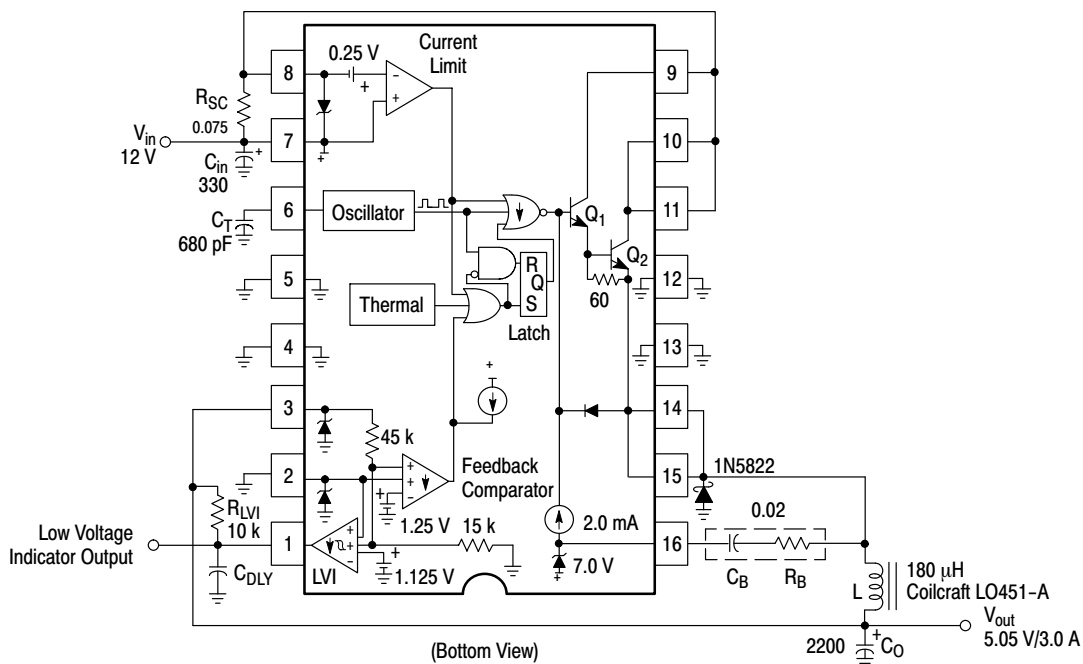 Current
Limit
0.25 V
8
9
R_SC
0.075
V_in
12 V
7
10
C_in
330
+
-
+
+
+
6
Oscillator
Q1
11
C_T
680 pF
5
R
Q
S
Latch
Q2
60
12
Thermal
4
13
+
3
45 k
14
2
+
+
-
+
Feedback
Comparator
15
1N5822
R_LVI
10 k
1.25 V
15 k
2.0 mA
0.02
Low Voltage
Indicator Output
1
+
+
-
+
16
C_DLY
LVI
1.125 V
7.0 V
+
C_B
R_B
L
180 μH
Coilcraft LO451-A
V_out
5.05 V/3.0 A
(Bottom View)
2200
+
C_O